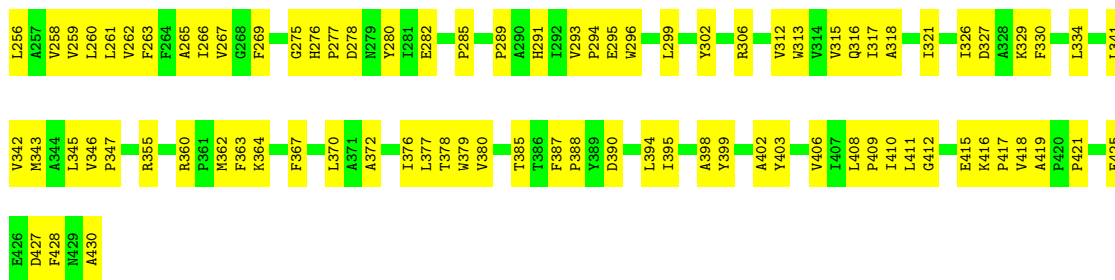 L256 A257 V258 V259 L260 L261 V262 F263 F264 A265 I266 V267 G268 F269 G275 H276 P277 D278 N279 Y280 I281 E282 P285 P289 A290 H291 I292 V293 P294 E295 W296 L299 Y302 R306 V312 W313 V314 V315 Q316 I317 A318 I321 I326 D327 A328 K329 F330 L334
V342 M343 A344 L345 V346 P347 R355 R360 P361 M362 F363 K364 F367 L370 A371 A372 I376 L377 T378 W379 V380 T385 T386 F387 P388 Y389 D390 L394 I395 A398 Y399 A402 Y403 V406 I407 L408 P409 I410 L411 G412 E415 K416 P417 V418 A419 P420 P421
E426 D427 F428 N429 A430